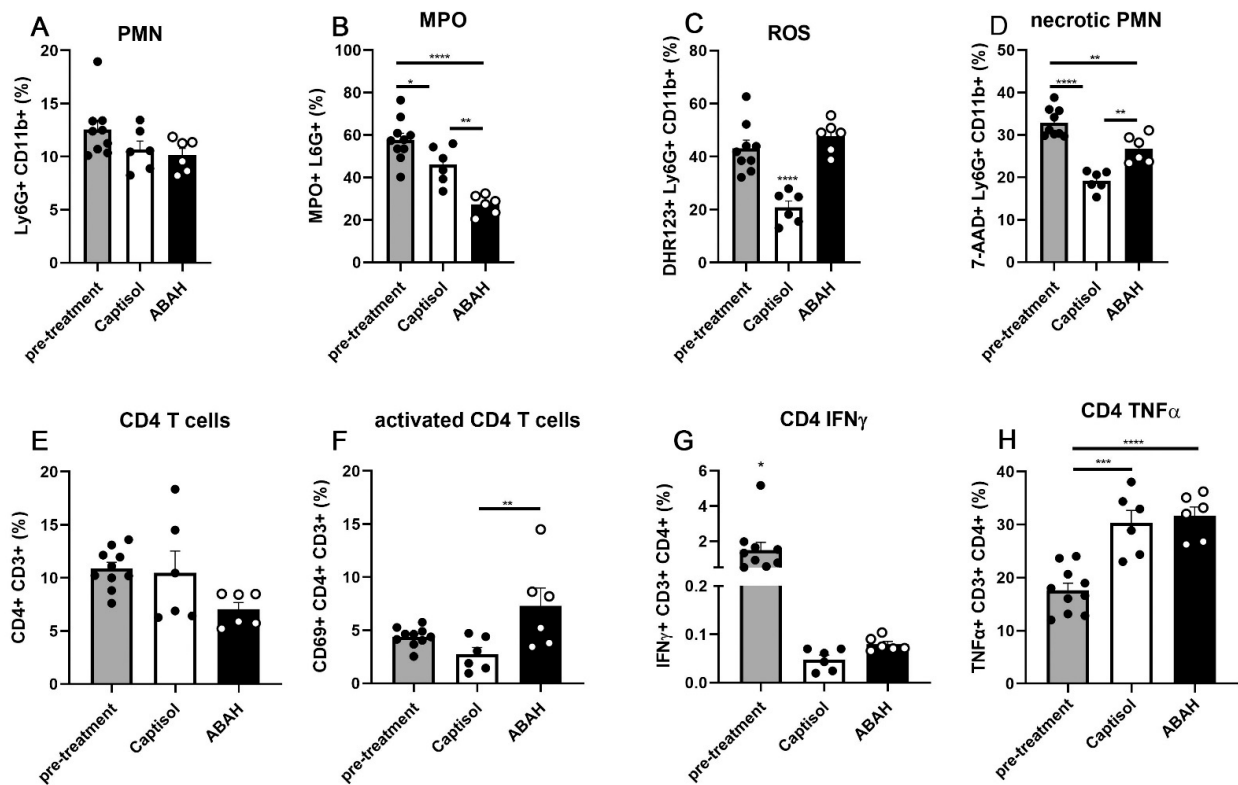 A PMN
Ly6G+ CD11b+ (%)
20
15
10
5
0
pre-treatment
Captisol
ABAH
B MPO
MPO+ L6G+ (%)
100
80
60
40
20
0
****
*
**
pre-treatment
Captisol
ABAH
C ROS
DHR123+ Ly6G+ CD11b+ (%)
80
60
40
20
0
****
pre-treatment
Captisol
ABAH
D necrotic PMN
7-AAD+ Ly6G+ CD11b+ (%)
50
40
30
20
10
0
**
****
**
pre-treatment
Captisol
ABAH
E CD4 T cells
CD4+ CD3+ (%)
20
15
10
5
0
pre-treatment
Captisol
ABAH
F activated CD4 T cells
CD69+ CD4+ CD3+ (%)
20
15
10
5
0
**
pre-treatment
Captisol
ABAH
G CD4 IFNγ
IFNγ+ CD3+ CD4+ (%)
6
4
2
0.2
0.1
0.0
*
pre-treatment
Captisol
ABAH
H CD4 TNFα
TNFα+ CD3+ CD4+ (%)
40
30
20
10
0
****
***
pre-treatment
Captisol
ABAH